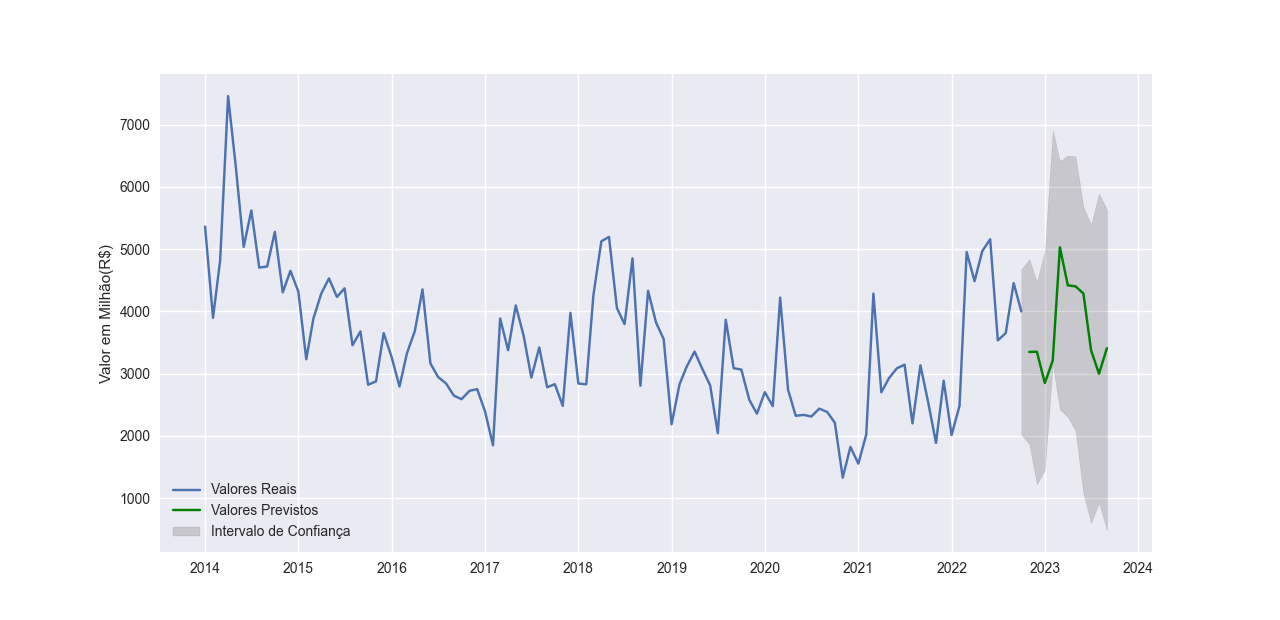 Valor em Milhão(R$)
7000
6000
5000
4000
3000
2000
1000
Valores Reais
Valores Previstos
Intervalo de Confiança
2014 2015 2016 2017 2018 2019 2020 2021 2022 2023 2024